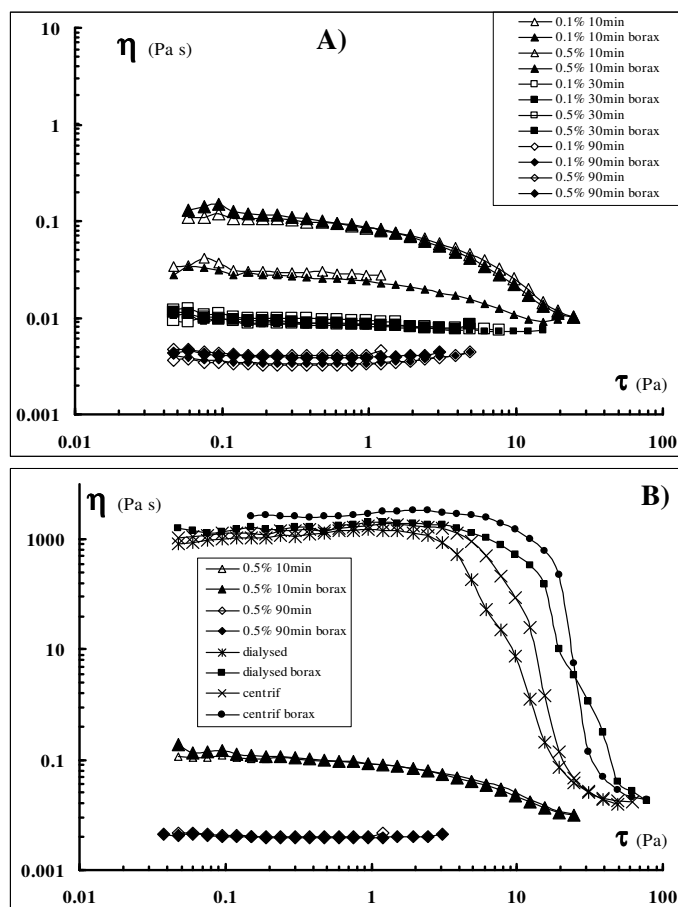 A)
η (Pa s)
0.1% 10min
0.1% 10min borax
0.5% 10min
0.5% 10min borax
0.1% 30min
0.1% 30min borax
0.5% 30min
0.5% 30min borax
0.1% 90min
0.1% 90min borax
0.5% 90min
0.5% 90min borax
10
1
0.1
0.01
0.001
τ (Pa)
0.01 0.1 1 10 100
B)
η (Pa s)
1000
10
0.1
0.001
0.5% 10min
0.5% 10min borax
0.5% 90min
0.5% 90min borax
dialysed
dialysed borax
centrif
centrif borax
τ (Pa)
0.01 0.1 1 10 100